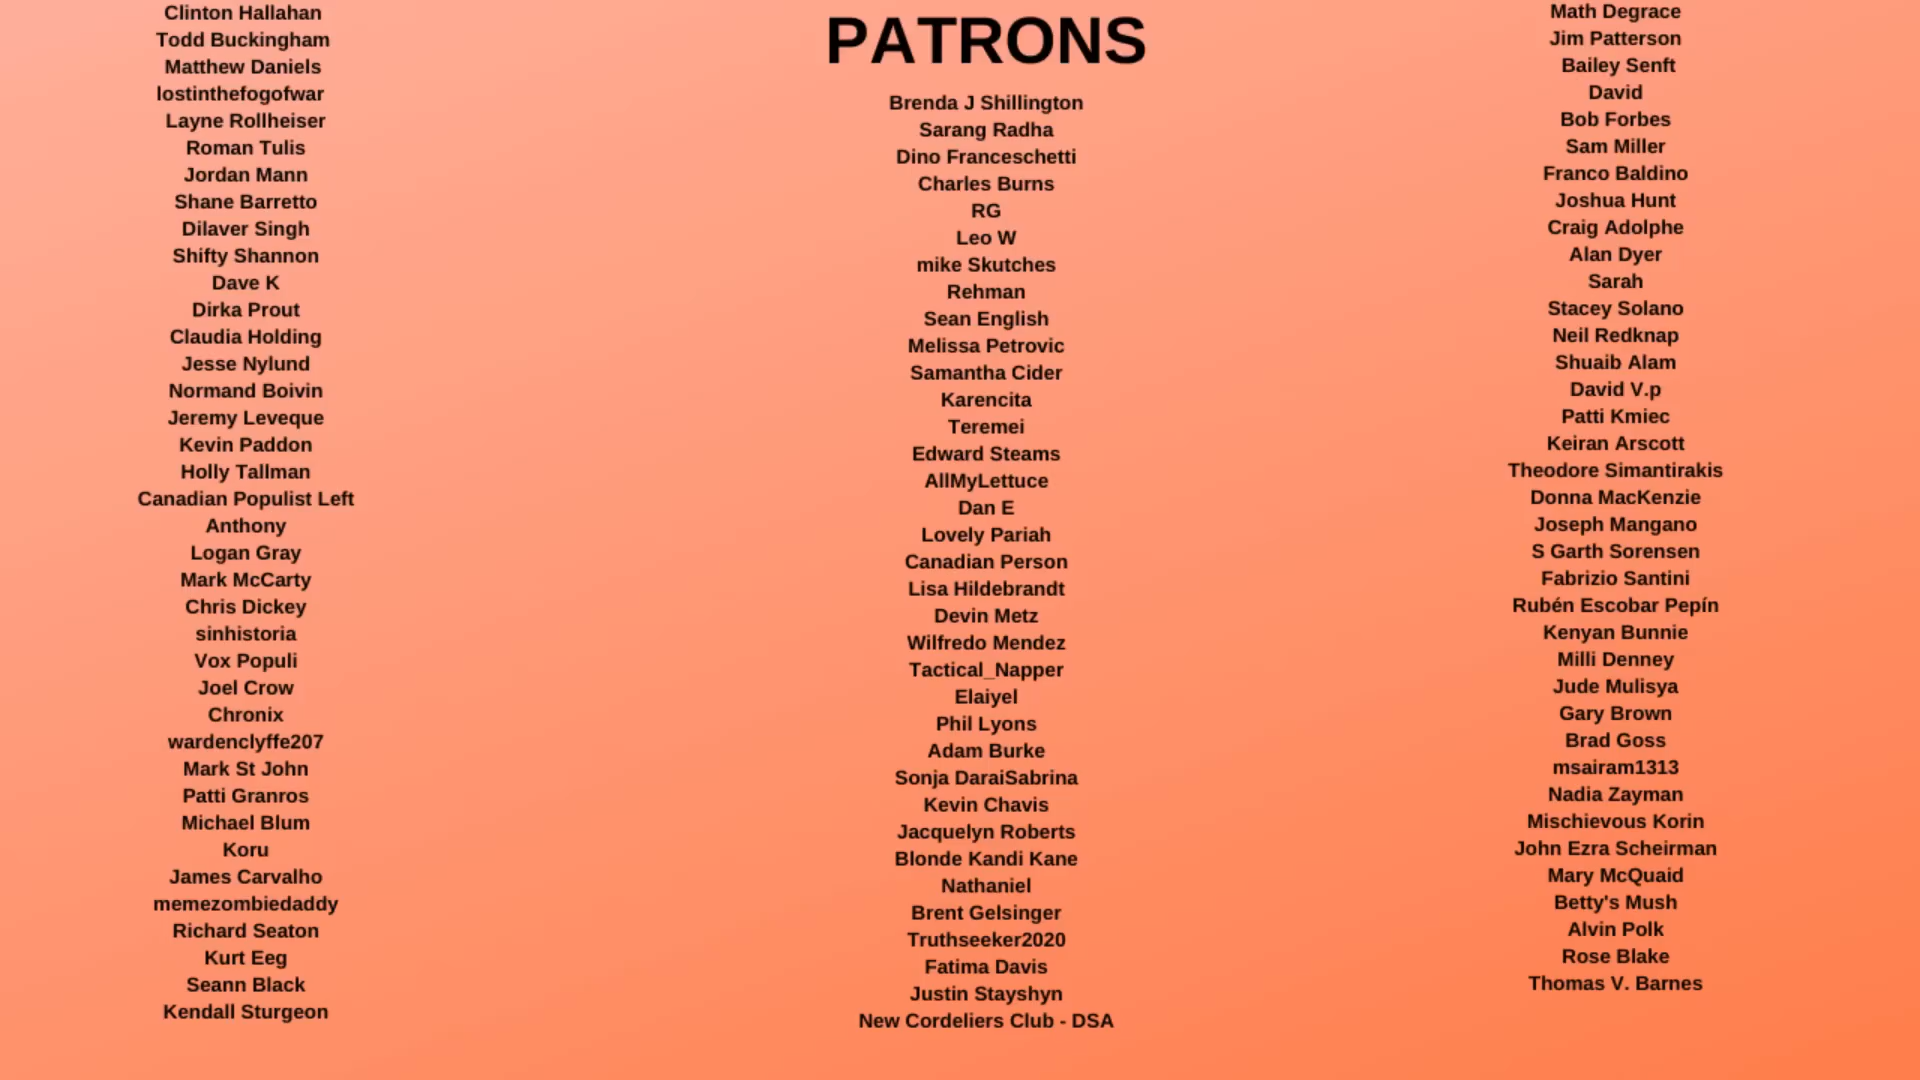 Clinton Hallahan
Todd Buckingham
Matthew Daniels
lostinthefogofwar
Layne Rollheiser
Roman Tulis
Jordan Mann
Shane Barretto
Dilaver Singh
Shifty Shannon
Dave K
Dirka Prout
Claudia Holding
Jesse Nylund
Normand Boivin
Jeremy Leveque
Kevin Paddon
Holly Tallman
Canadian Populist Left
Anthony
Logan Gray
Mark McCarty
Chris Dickey
sinhistoria
Vox Populi
Joel Crow
Chronix
wardenclyffe207
Mark St John
Patti Granros
Michael Blum
Koru
James Carvalho
memezombiedaddy
Richard Seaton
Kurt Eeg
Seann Black
Kendall Sturgeon
PATRONS
Brenda J Shillington
Sarang Radha
Dino Franceschetti
Charles Burns
RG
Leo W
mike Skutches
Rehman
Sean English
Melissa Petrovic
Samantha Cider
Karencita
Teremei
Edward Steams
AllMyLettuce
Dan E
Lovely Pariah
Canadian Person
Lisa Hildebrandt
Devin Metz
Wilfredo Mendez
Tactical_Napper
Elaiyel
Phil Lyons
Adam Burke
Sonja DaraiSabrina
Kevin Chavis
Jacquelyn Roberts
Blonde Kandi Kane
Nathaniel
Brent Gelsinger
Truthseeker2020
Fatima Davis
Justin Stayshyn
New Cordeliers Club - DSA
Math Degrace
Jim Patterson
Bailey Senft
David
Bob Forbes
Sam Miller
Franco Baldino
Joshua Hunt
Craig Adolphe
Alan Dyer
Sarah
Stacey Solano
Neil Redknap
Shuaib Alam
David V.p
Patti Kmiec
Keiran Arscott
Theodore Simantirakis
Donna MacKenzie
Joseph Mangano
S Garth Sorensen
Fabrizio Santini
Rubén Escobar Pepín
Kenyan Bunnie
Milli Denney
Jude Mulisya
Gary Brown
Brad Goss
msairam1313
Nadia Zayman
Mischievous Korin
John Ezra Scheirman
Mary McQuaid
Betty's Mush
Alvin Polk
Rose Blake
Thomas V. Barnes